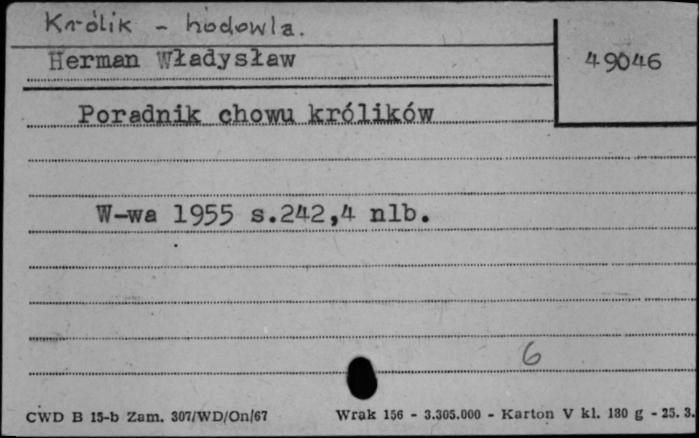 Królik - hodowla.
Herman Władysław
49046
Poradnik chowu królików
W-wa 1955 s.242,4 nlb.
6
CWD B 15-b Zam. 307/WD/On/67 Wrak 156 - 3.305.000 - Karton V kl. 180 g - 25. 3.